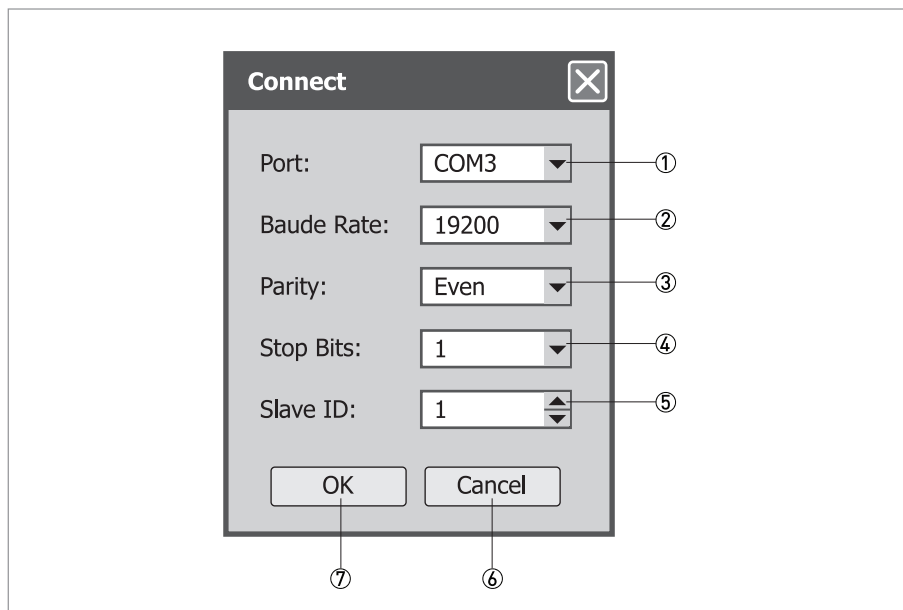 Connect
Port: COM3 ①
Baude Rate: 19200 ②
Parity: Even ③
Stop Bits: 1 ④
Slave ID: 1 ⑤
OK Cancel
⑦ ⑥